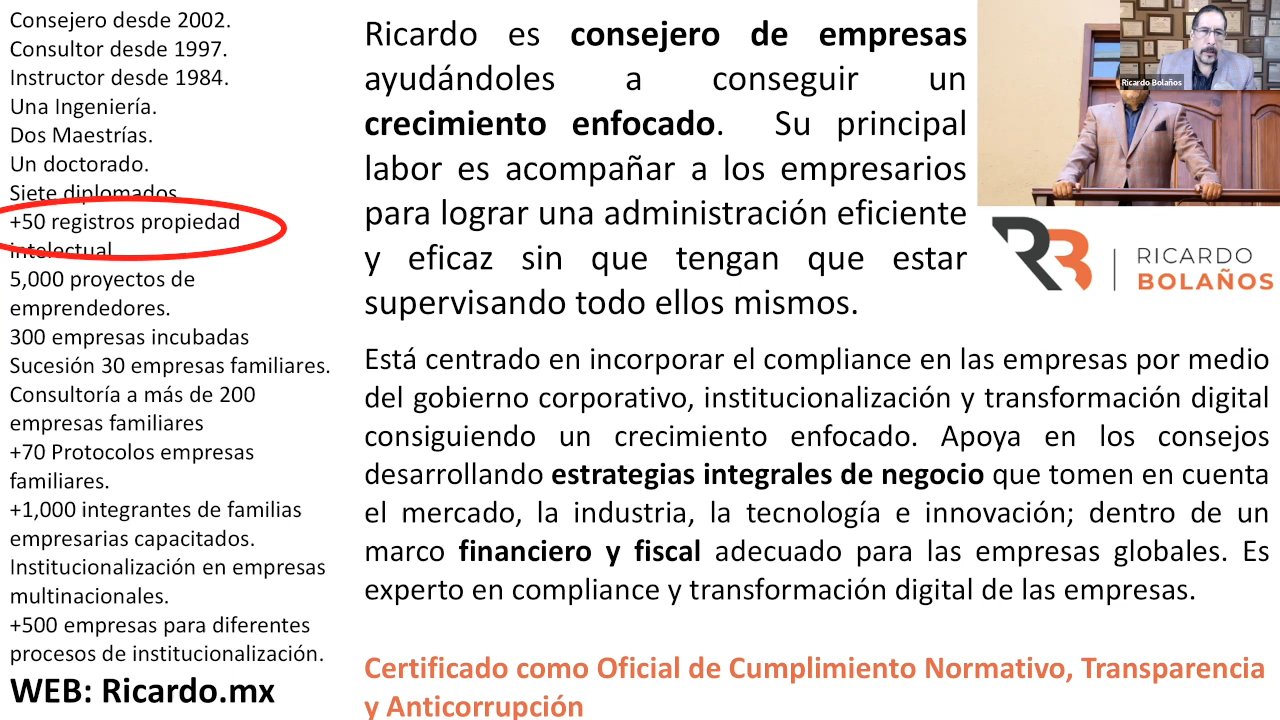 Consejero desde 2002.
Consultor desde 1997.
Instructor desde 1984.
Una Ingeniería.
Dos Maestrías.
Un doctorado.
Siete diplomados
+50 registros propiedad
intelectual
5,000 proyectos de
emprendedores.
300 empresas incubadas
Sucesión 30 empresas familiares.
Consultoría a más de 200
empresas familiares
+70 Protocolos empresas
familiares.
+1,000 integrantes de familias
empresarias capacitados.
Institucionalización en empresas
multinacionales.
+500 empresas para diferentes
procesos de institucionalización.
WEB: Ricardo.mx
Ricardo es consejero de empresas
ayudándoles a conseguir un
crecimiento enfocado. Su principal
labor es acompañar a los empresarios
para lograr una administración eficiente
y eficaz sin que tengan que estar
supervisando todo ellos mismos.
Está centrado en incorporar el compliance en las empresas por medio
del gobierno corporativo, institucionalización y transformación digital
consiguiendo un crecimiento enfocado. Apoya en los consejos
desarrollando estrategias integrales de negocio que tomen en cuenta
el mercado, la industria, la tecnología e innovación; dentro de un
marco financiero y fiscal adecuado para las empresas globales. Es
experto en compliance y transformación digital de las empresas.
Certificado como Oficial de Cumplimiento Normativo, Transparencia
y Anticorrupción
Ricardo Bolaños
RB
RICARDO
BOLAÑOS